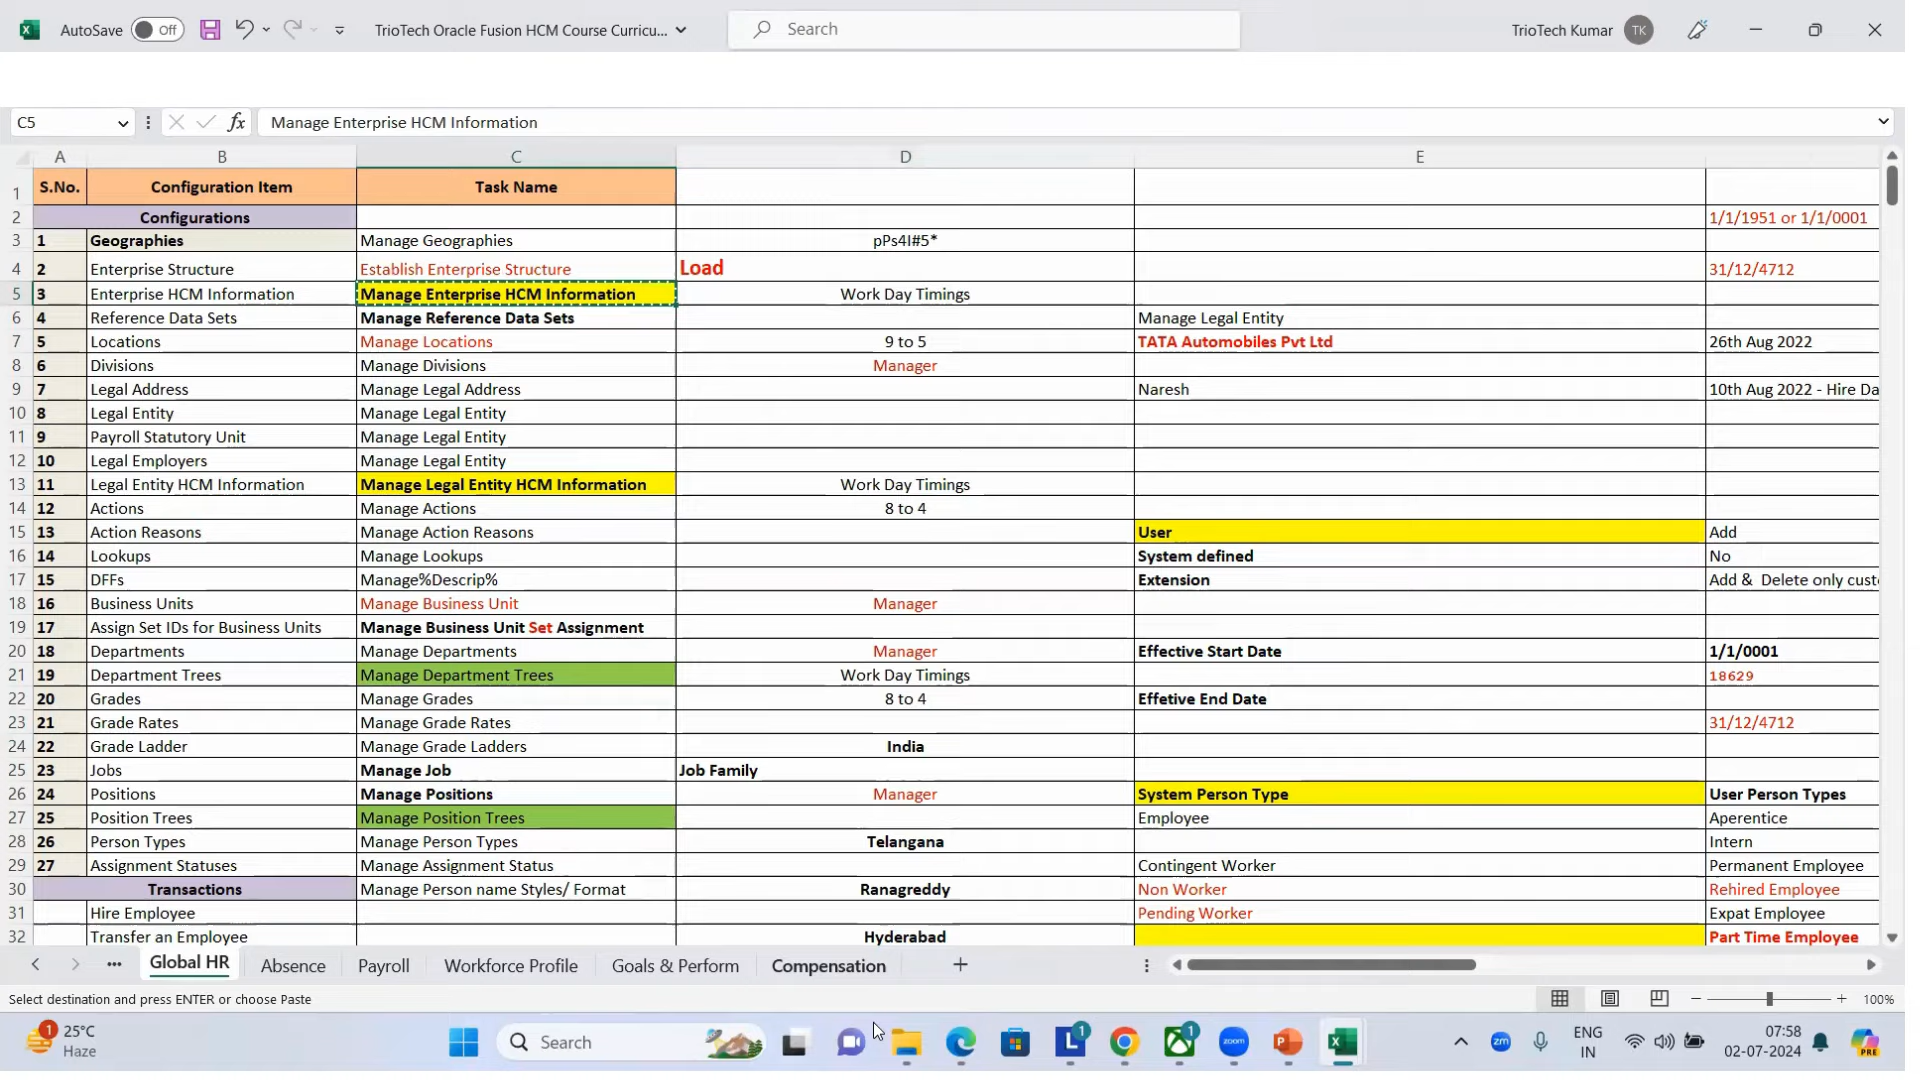 AutoSave Off TrioTech Oracle Fusion HCM Course Curricu... Search TrioTech Kumar TK
C5 fx Manage Enterprise HCM Information
A B C D E
1 S.No. Configuration Item Task Name
2 Configurations 1/1/1951 or 1/1/0001
3 1 Geographies Manage Geographies pPs4I#5*
4 2 Enterprise Structure Establish Enterprise Structure Load 31/12/4712
5 3 Enterprise HCM Information Manage Enterprise HCM Information Work Day Timings
6 4 Reference Data Sets Manage Reference Data Sets Manage Legal Entity
7 5 Locations Manage Locations 9 to 5 TATA Automobiles Pvt Ltd 26th Aug 2022
8 6 Divisions Manage Divisions Manager
9 7 Legal Address Manage Legal Address Naresh 10th Aug 2022 - Hire Da
10 8 Legal Entity Manage Legal Entity
11 9 Payroll Statutory Unit Manage Legal Entity
12 10 Legal Employers Manage Legal Entity
13 11 Legal Entity HCM Information Manage Legal Entity HCM Information Work Day Timings
14 12 Actions Manage Actions 8 to 4
15 13 Action Reasons Manage Action Reasons User Add
16 14 Lookups Manage Lookups System defined No
17 15 DFFs Manage%Descrip% Extension Add & Delete only cust
18 16 Business Units Manage Business Unit Manager
19 17 Assign Set IDs for Business Units Manage Business Unit Set Assignment
20 18 Departments Manage Departments Manager Effective Start Date 1/1/0001
21 19 Department Trees Manage Department Trees Work Day Timings 18629
22 20 Grades Manage Grades 8 to 4 Effetive End Date
23 21 Grade Rates Manage Grade Rates 31/12/4712
24 22 Grade Ladder Manage Grade Ladders India
25 23 Jobs Manage Job Job Family
26 24 Positions Manage Positions Manager System Person Type User Person Types
27 25 Position Trees Manage Position Trees Employee Aperentice
28 26 Person Types Manage Person Types Telangana Intern
29 27 Assignment Statuses Manage Assignment Status Contingent Worker Permanent Employee
30 Transactions Manage Person name Styles/ Format Ranagreddy Non Worker Rehired Employee
31 Hire Employee Pending Worker Expat Employee
32 Transfer an Employee Hyderabad Part Time Employee
Global HR Absence Payroll Workforce Profile Goals & Perform Compensation
Select destination and press ENTER or choose Paste 100%
1 25°C Search 1 1 ENG 07:58
Haze L zoom P zm IN 02-07-2024 PRE